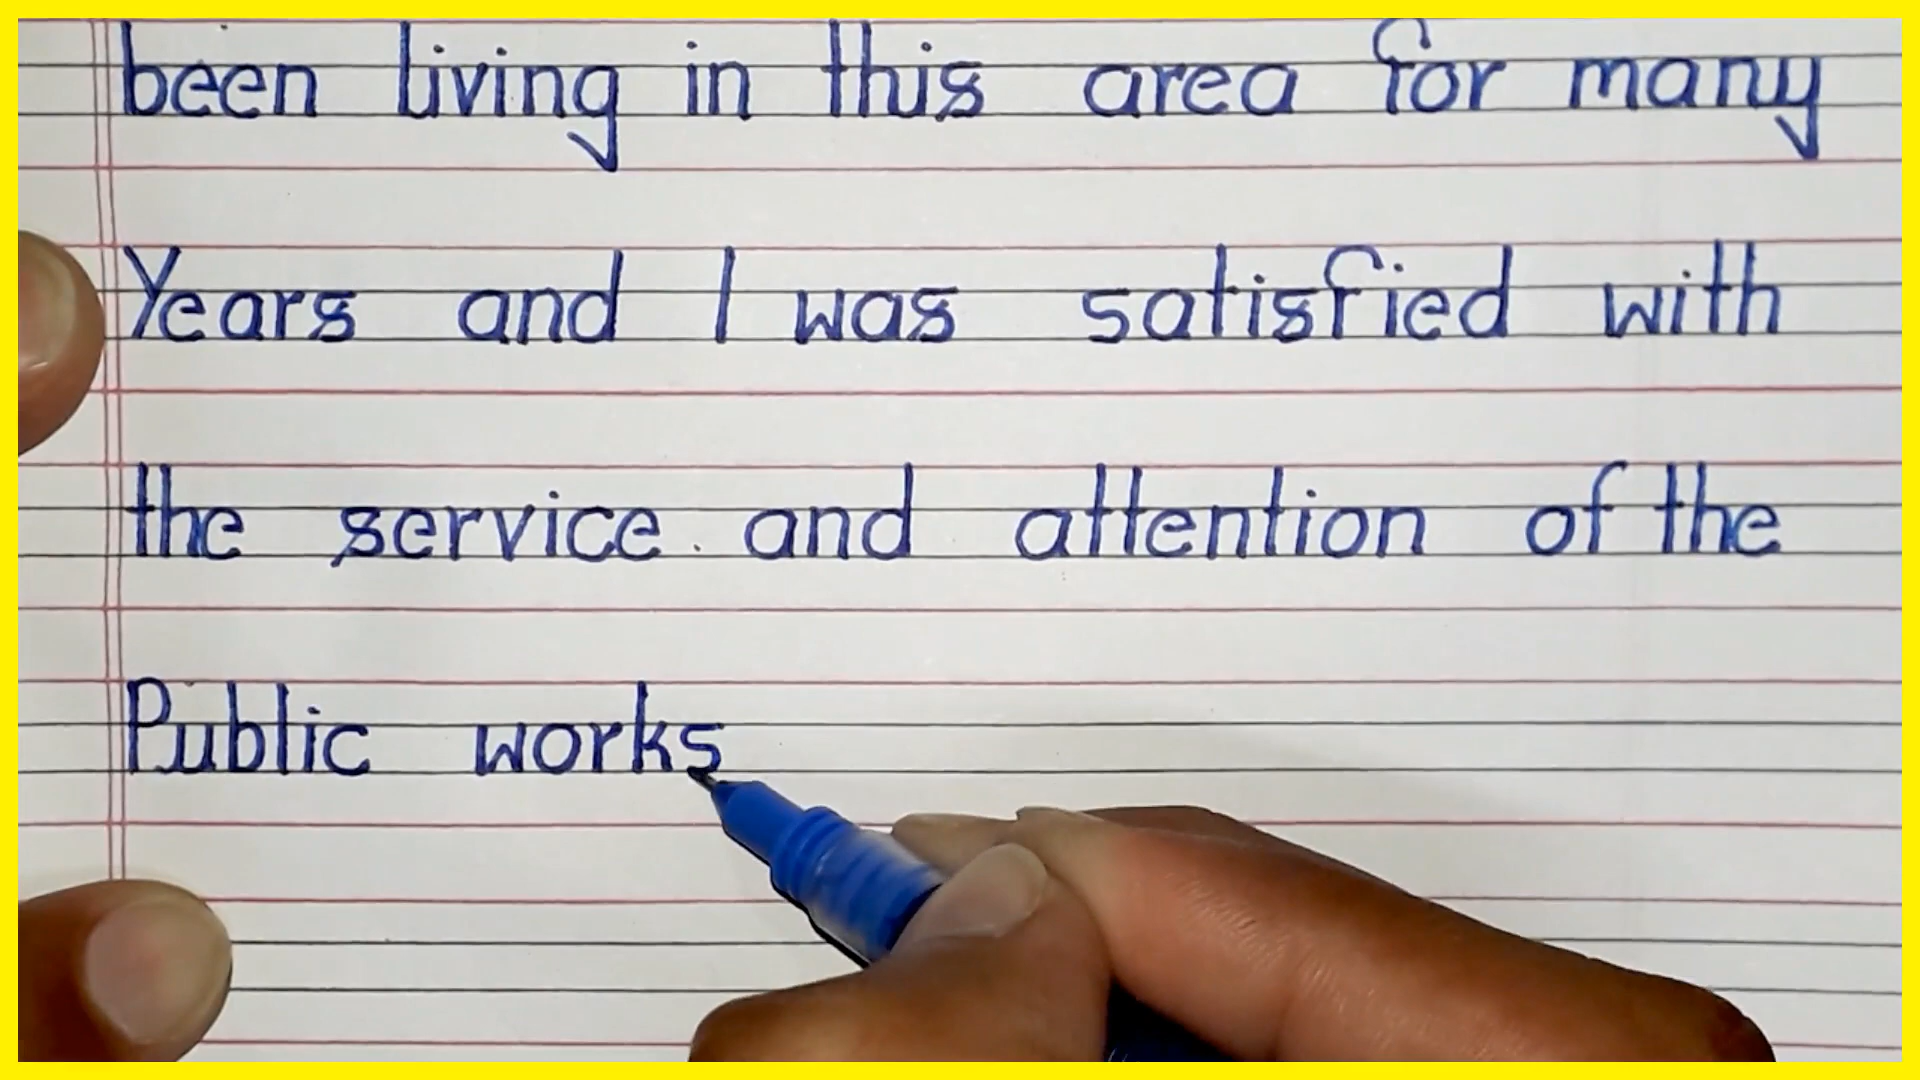 been living in this area for many
Years and I was satisfied with
the service and attention of the
Public works